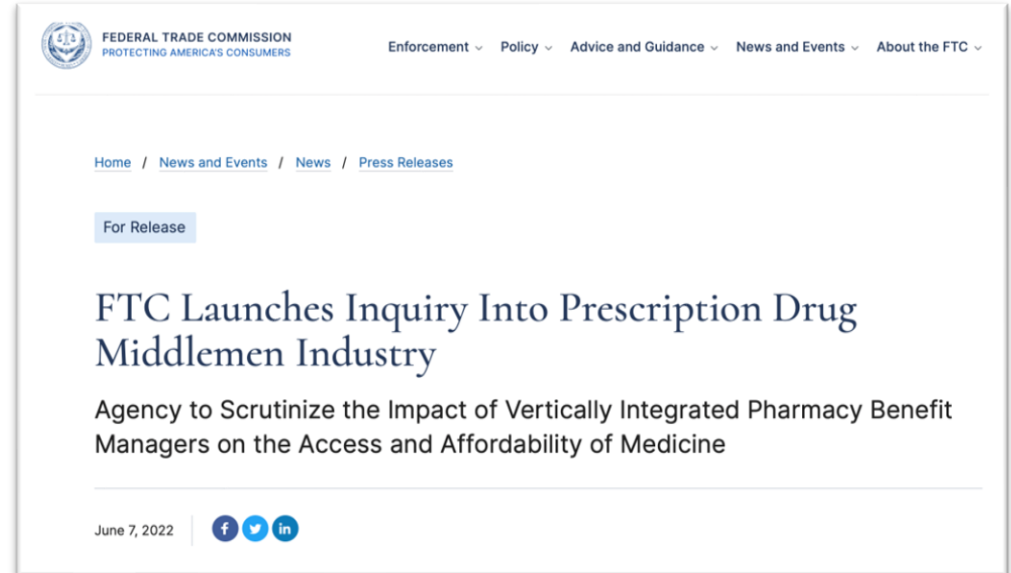 FEDERAL TRADE COMMISSION
PROTECTING AMERICA'S CONSUMERS
Enforcement Policy Advice and Guidance News and Events About the FTC
Home / News and Events / News / Press Releases
For Release
FTC Launches Inquiry Into Prescription Drug
Middlemen Industry
Agency to Scrutinize the Impact of Vertically Integrated Pharmacy Benefit
Managers on the Access and Affordability of Medicine
June 7, 2022